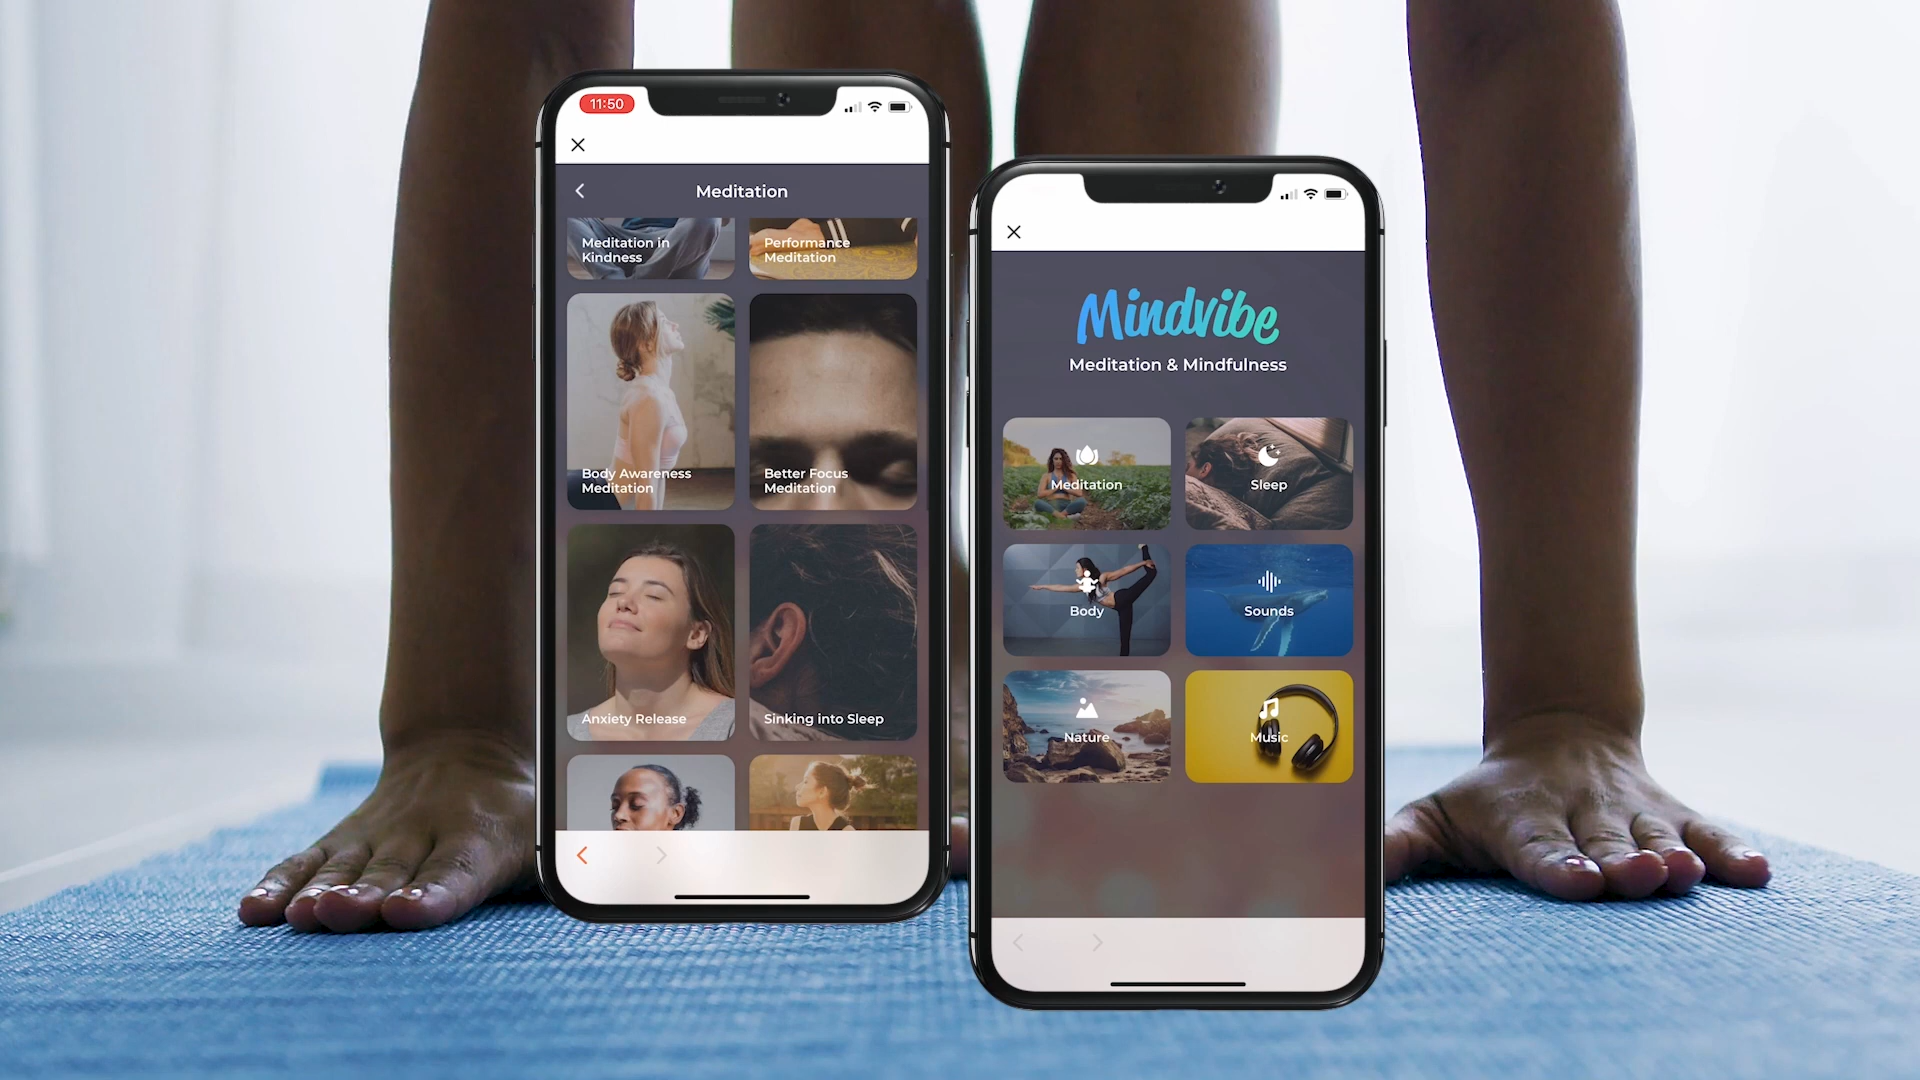 11:50
Meditation
Meditation in
Kindness
Performance
Meditation
Body Awareness
Meditation
Better Focus
Meditation
Anxiety Release
Sinking into Sleep
Mindvibe
Meditation & Mindfulness
Meditation
Sleep
Body
Sounds
Nature
Music